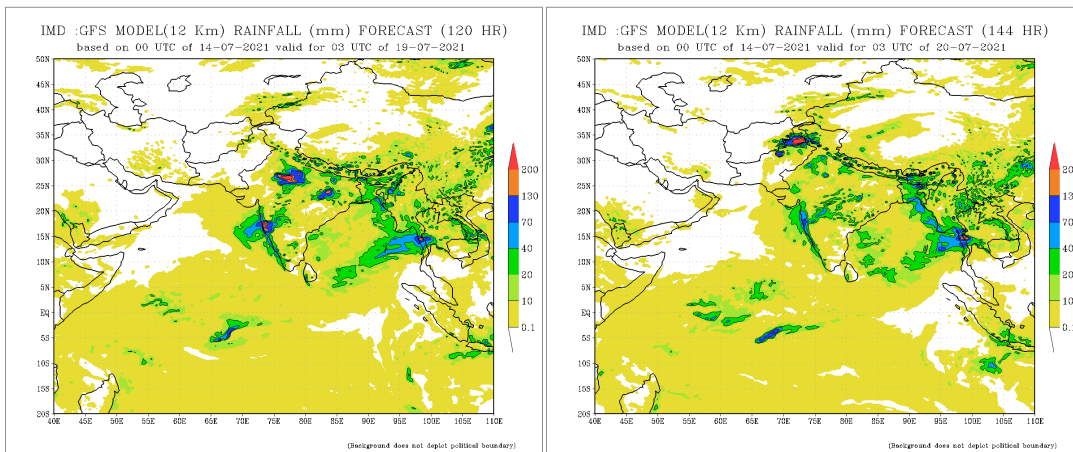 IMD :GFS MODEL(12 Km) RAINFALL (mm) FORECAST (120 HR)
based on 00 UTC of 14-07-2021 valid for 03 UTC of 19-07-2021
50N
45N
40N
35N
30N
25N
20N
15N
10N
5N
EQ
5S
10S
15S
20S
40E 45E 50E 55E 60E 65E 70E 75E 80E 85E 90E 95E 100E 105E 110E
200
130
70
40
20
10
0.1
(Background does not depict political boundary)
IMD :GFS MODEL(12 Km) RAINFALL (mm) FORECAST (144 HR)
based on 00 UTC of 14-07-2021 valid for 03 UTC of 20-07-2021
50N
45N
40N
35N
30N
25N
20N
15N
10N
5N
EQ
5S
10S
15S
20S
40E 45E 50E 55E 60E 65E 70E 75E 80E 85E 90E 95E 100E 105E 110E
200
130
70
40
20
10
0.1
(Background does not depict political boundary)